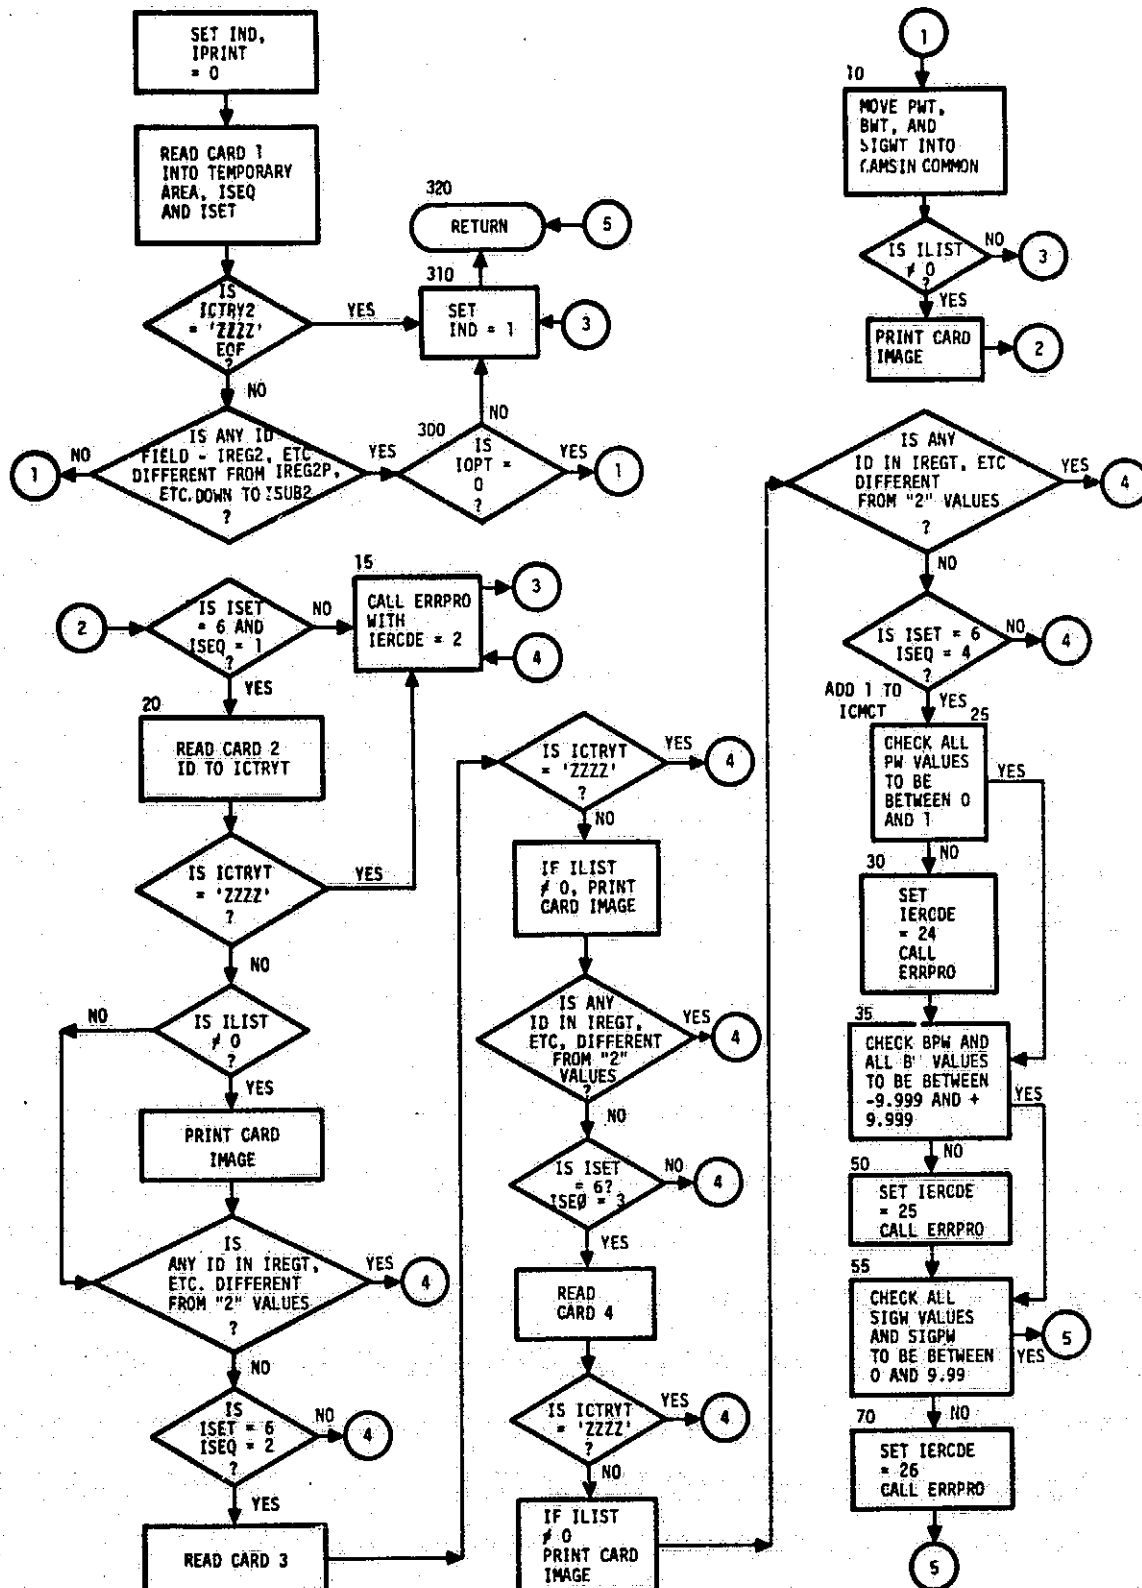 SET IND,
IPRINT
= 0
READ CARD 1
INTO TEMPORARY
AREA, ISEQ
AND ISET
IS
ICTRY2
= 'ZZZZ'
EOF
?
YES
NO
IS ANY ID
FIELD - IREG2, ETC
DIFFERENT FROM IREG2P,
ETC. DOWN TO ISUB2
?
NO
1
YES
300
IS
IOPT =
0
?
YES
1
NO
310
SET
IND = 1
3
320
RETURN
5
2
IS ISET
= 6 AND
ISEQ = 1
?
NO
15
CALL ERRPRO
WITH
IERCDE = 2
3
4
YES
20
READ CARD 2
ID TO ICTRYT
IS ICTRYT
= 'ZZZZ'
?
YES
NO
IS ILIST
≠ 0
?
NO
YES
PRINT CARD
IMAGE
IS
ANY ID IN IREGT,
ETC. DIFFERENT
FROM "2" VALUES
?
YES
4
NO
IS
ISET = 6
ISEQ = 2
?
NO
4
YES
READ CARD 3
IS ICTRYT
= 'ZZZZ'
?
YES
4
NO
IF ILIST
≠ 0, PRINT
CARD IMAGE
IS ANY
ID IN IREGT,
ETC, DIFFERENT
FROM "2"
VALUES
?
YES
4
NO
IS ISET
= 6?
ISEØ = 3
NO
4
YES
READ
CARD 4
IS ICTRYT
= 'ZZZZ'
?
YES
4
NO
IF ILIST
≠ 0
PRINT CARD
IMAGE
1
10
MOVE PWT,
BWT, AND
SIGWT INTO
CAMSIN COMMON
IS ILIST
≠ 0
?
NO
3
YES
PRINT CARD
IMAGE
2
IS ANY
ID IN IREGT, ETC
DIFFERENT
FROM "2" VALUES
?
YES
4
NO
IS ISET = 6
ISEQ = 4
?
NO
4
ADD 1 TO
ICMCT
YES
25
CHECK ALL
PW VALUES
TO BE
BETWEEN 0
AND 1
YES
NO
30
SET
IERCDE
= 24
CALL
ERRPRO
35
CHECK BPW AND
ALL B VALUES
TO BE BETWEEN
-9.999 AND +
9.999
YES
NO
50
SET IERCDE
= 25
CALL ERRPRO
55
CHECK ALL
SIGW VALUES
AND SIGPW
TO BE BETWEEN
0 AND 9.99
YES
5
NO
70
SET IERCDE
= 26
CALL ERRPRO
5